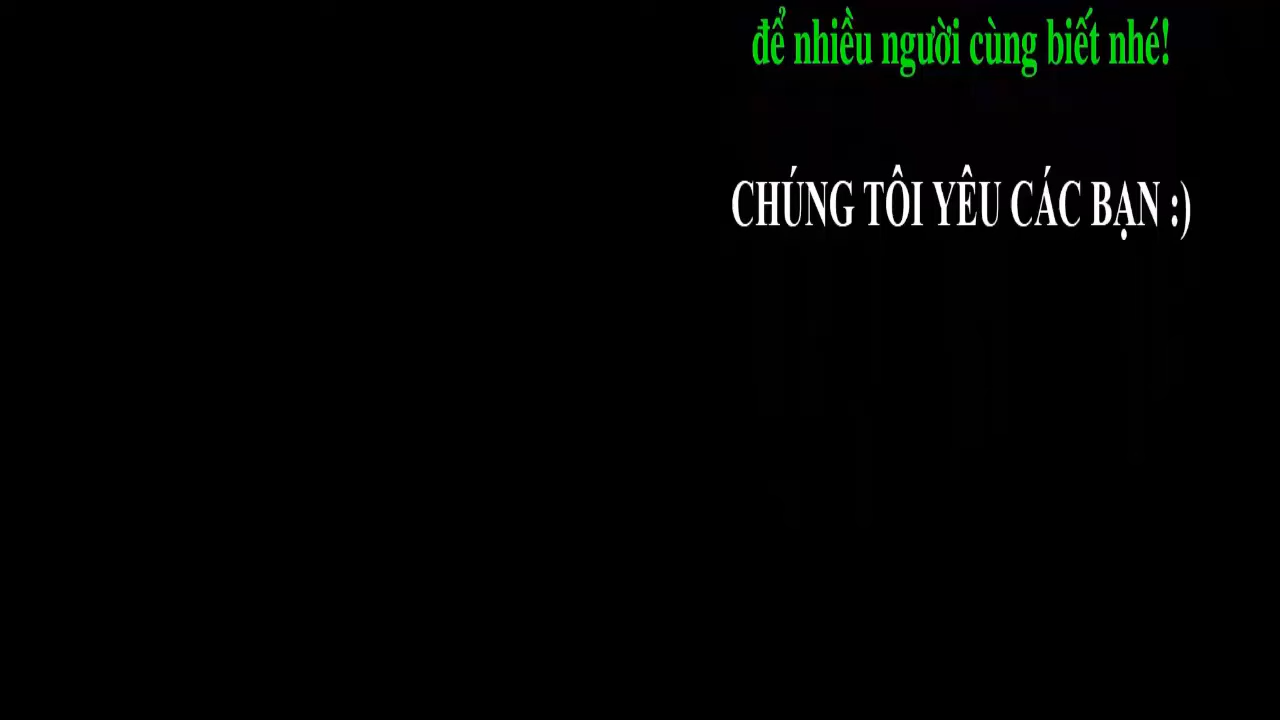 để nhiều người cùng biết nhé!
CHÚNG TÔI YÊU CÁC BẠN :)